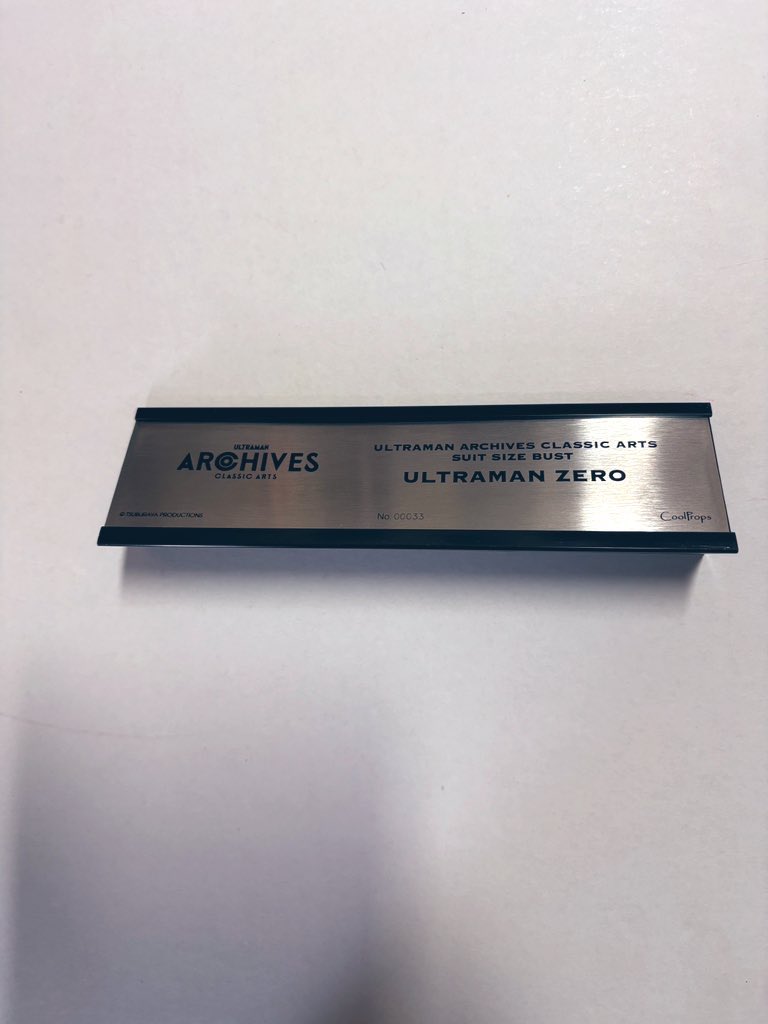 ULTRAMAN
ARCHIVES
CLASSIC ARTS
ULTRAMAN ARCHIVES CLASSIC ARTS
SUIT SIZE BUST
ULTRAMAN ZERO
© TSUBURAYA PRODUCTIONS
No. 00033
CoolProps